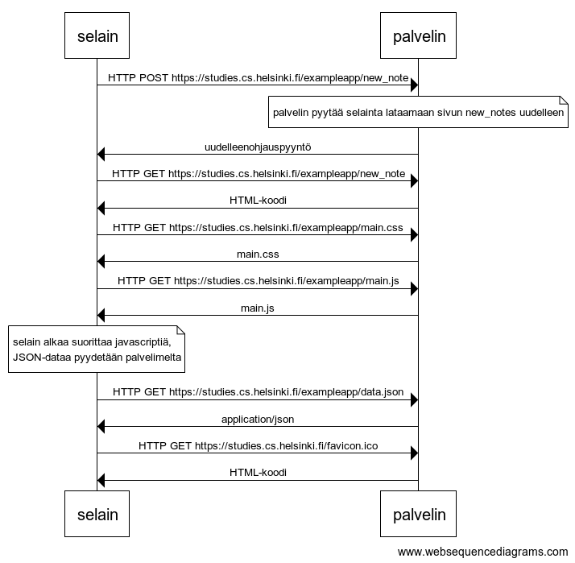 selain palvelin
HTTP POST https://studies.cs.helsinki.fi/exampleapp/new_note
palvelin pyytää selainta lataamaan sivun new_notes uudelleen
uudelleenohjauspyyntö
HTTP GET https://studies.cs.helsinki.fi/exampleapp/new_note
HTML-koodi
HTTP GET https://studies.cs.helsinki.fi/exampleapp/main.css
main.css
HTTP GET https://studies.cs.helsinki.fi/exampleapp/main.js
main.js
selain alkaa suorittaa javascriptiä,
JSON-dataa pyydetään palvelimelta
HTTP GET https://studies.cs.helsinki.fi/exampleapp/data.json
application/json
HTTP GET https://studies.cs.helsinki.fi/favicon.ico
HTML-koodi
selain palvelin
www.websequencediagrams.com